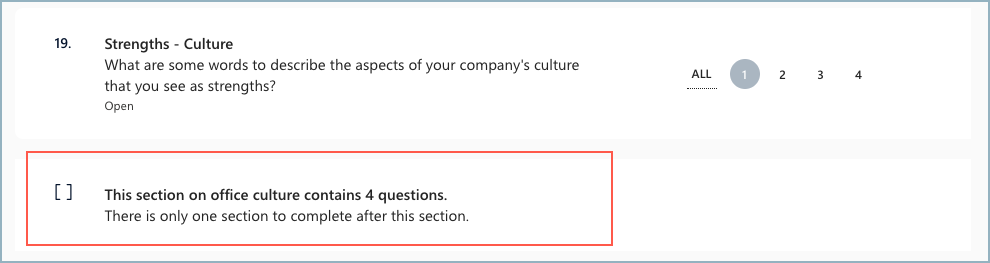 19.
Strengths - Culture
What are some words to describe the aspects of your company's culture
that you see as strengths?
Open
ALL 1 2 3 4
[ ] This section on office culture contains 4 questions.
There is only one section to complete after this section.